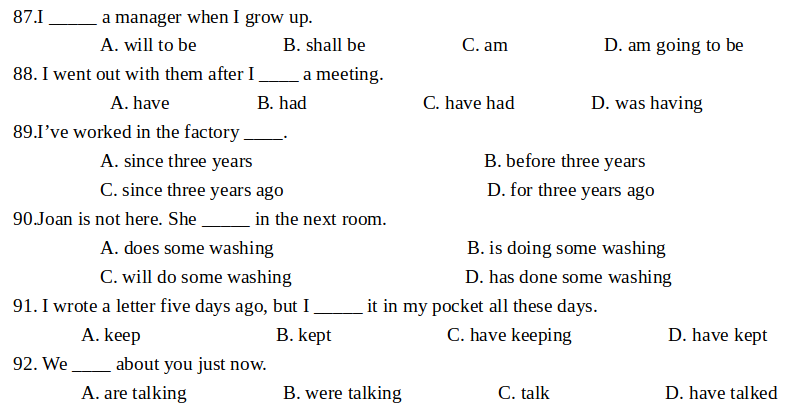 87.I _____ a manager when I grow up.
A. will to be B. shall be C. am D. am going to be
88. I went out with them after I ____ a meeting.
A. have B. had C. have had D. was having
89.I’ve worked in the factory ____.
A. since three years B. before three years
C. since three years ago D. for three years ago
90.Joan is not here. She _____ in the next room.
A. does some washing B. is doing some washing
C. will do some washing D. has done some washing
91. I wrote a letter five days ago, but I _____ it in my pocket all these days.
A. keep B. kept C. have keeping D. have kept
92. We ____ about you just now.
A. are talking B. were talking C. talk D. have talked